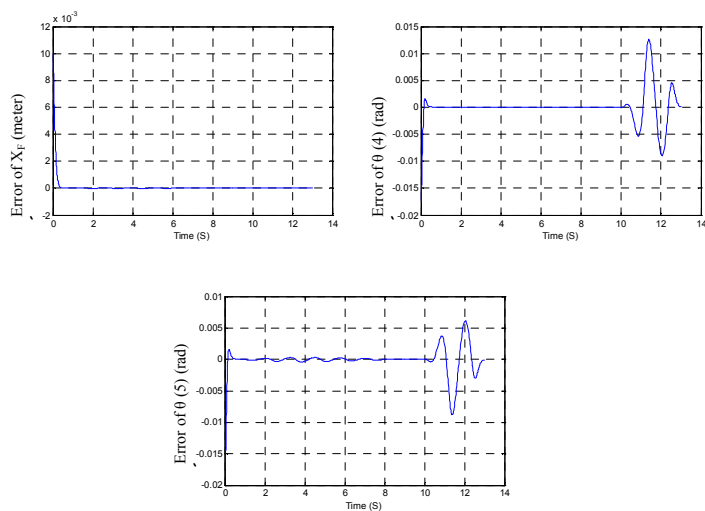 x 10⁻³
12
10
8
6
4
2
0
-2
0 2 4 6 8 10 12 14
Time (S)
Error of X_F (meter)
0.015
0.01
0.005
0
-0.005
-0.01
-0.015
-0.02
0 2 4 6 8 10 12 14
Time (S)
Error of θ (4) (rad)
0.01
0.005
0
-0.005
-0.01
-0.015
-0.02
0 2 4 6 8 10 12 14
Time (S)
Error of θ (5) (rad)